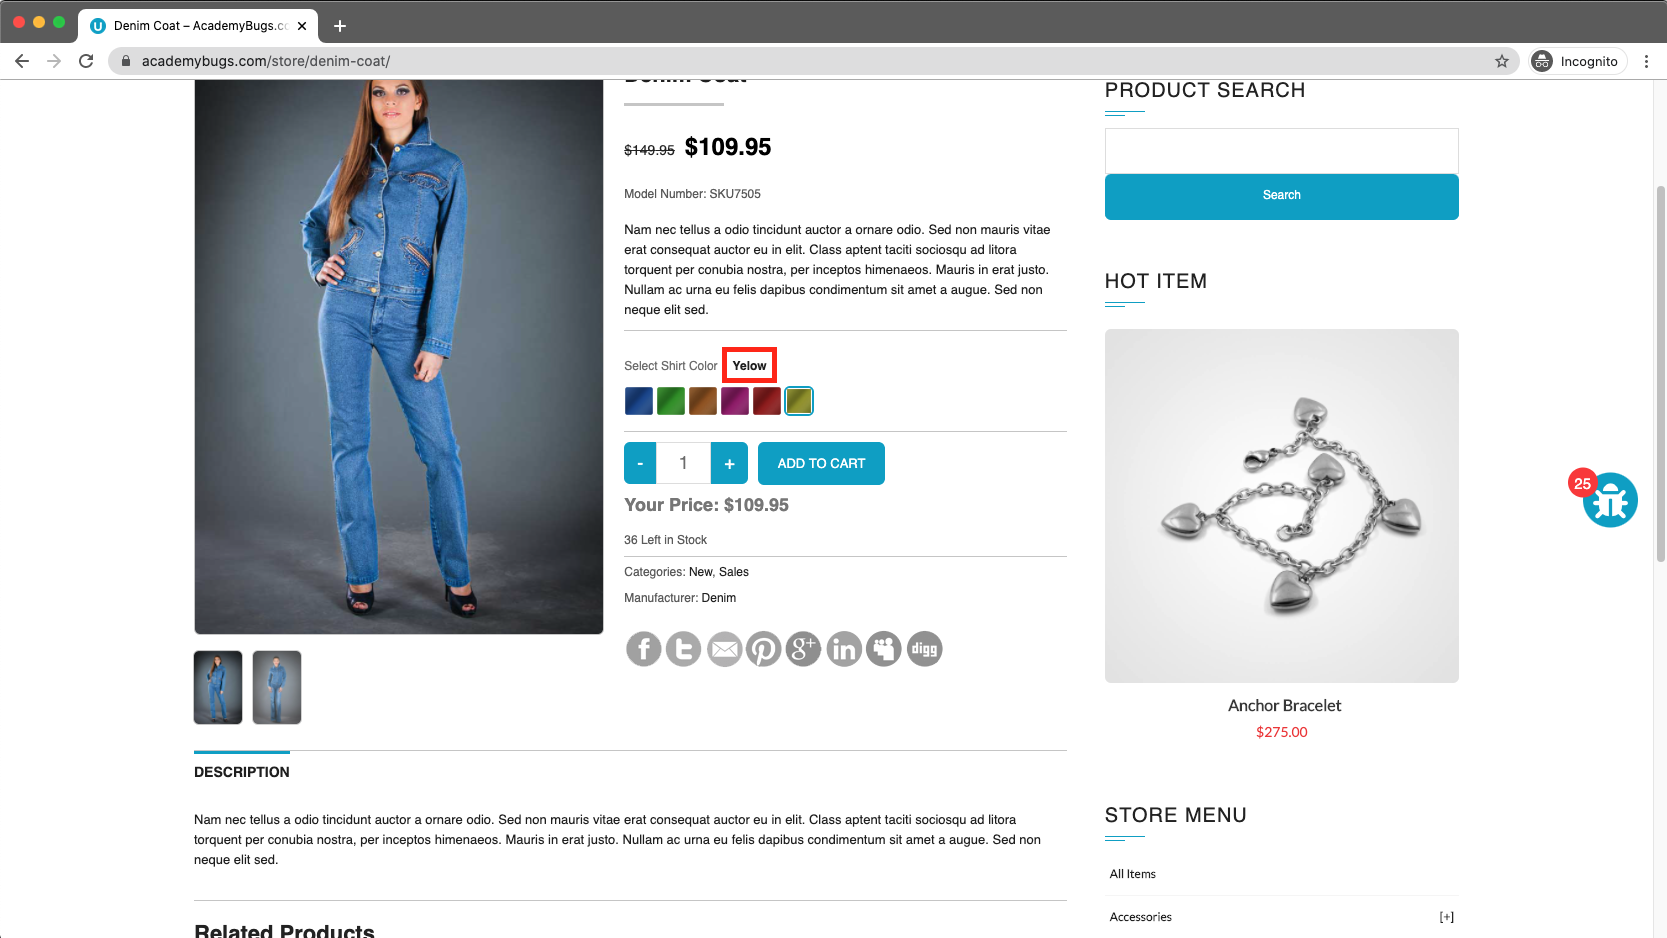 Denim Coat – AcademyBugs.co
academybugs.com/store/denim-coat/
Incognito
Denim Coat
$149.95 $109.95
Model Number: SKU7505
Nam nec tellus a odio tincidunt auctor a ornare odio. Sed non mauris vitae
erat consequat auctor eu in elit. Class aptent taciti sociosqu ad litora
torquent per conubia nostra, per inceptos himenaeos. Mauris in erat justo.
Nullam ac urna eu felis dapibus condimentum sit amet a augue. Sed non
neque elit sed.
Select Shirt Color Yelow
- 1 + ADD TO CART
Your Price: $109.95
36 Left in Stock
Categories: New, Sales
Manufacturer: Denim
digg
DESCRIPTION
Nam nec tellus a odio tincidunt auctor a ornare odio. Sed non mauris vitae erat consequat auctor eu in elit. Class aptent taciti sociosqu ad litora
torquent per conubia nostra, per inceptos himenaeos. Mauris in erat justo. Nullam ac urna eu felis dapibus condimentum sit amet a augue. Sed non
neque elit sed.
Related Products
PRODUCT SEARCH
Search
HOT ITEM
Anchor Bracelet
$275.00
STORE MENU
All Items
Accessories [+]
25